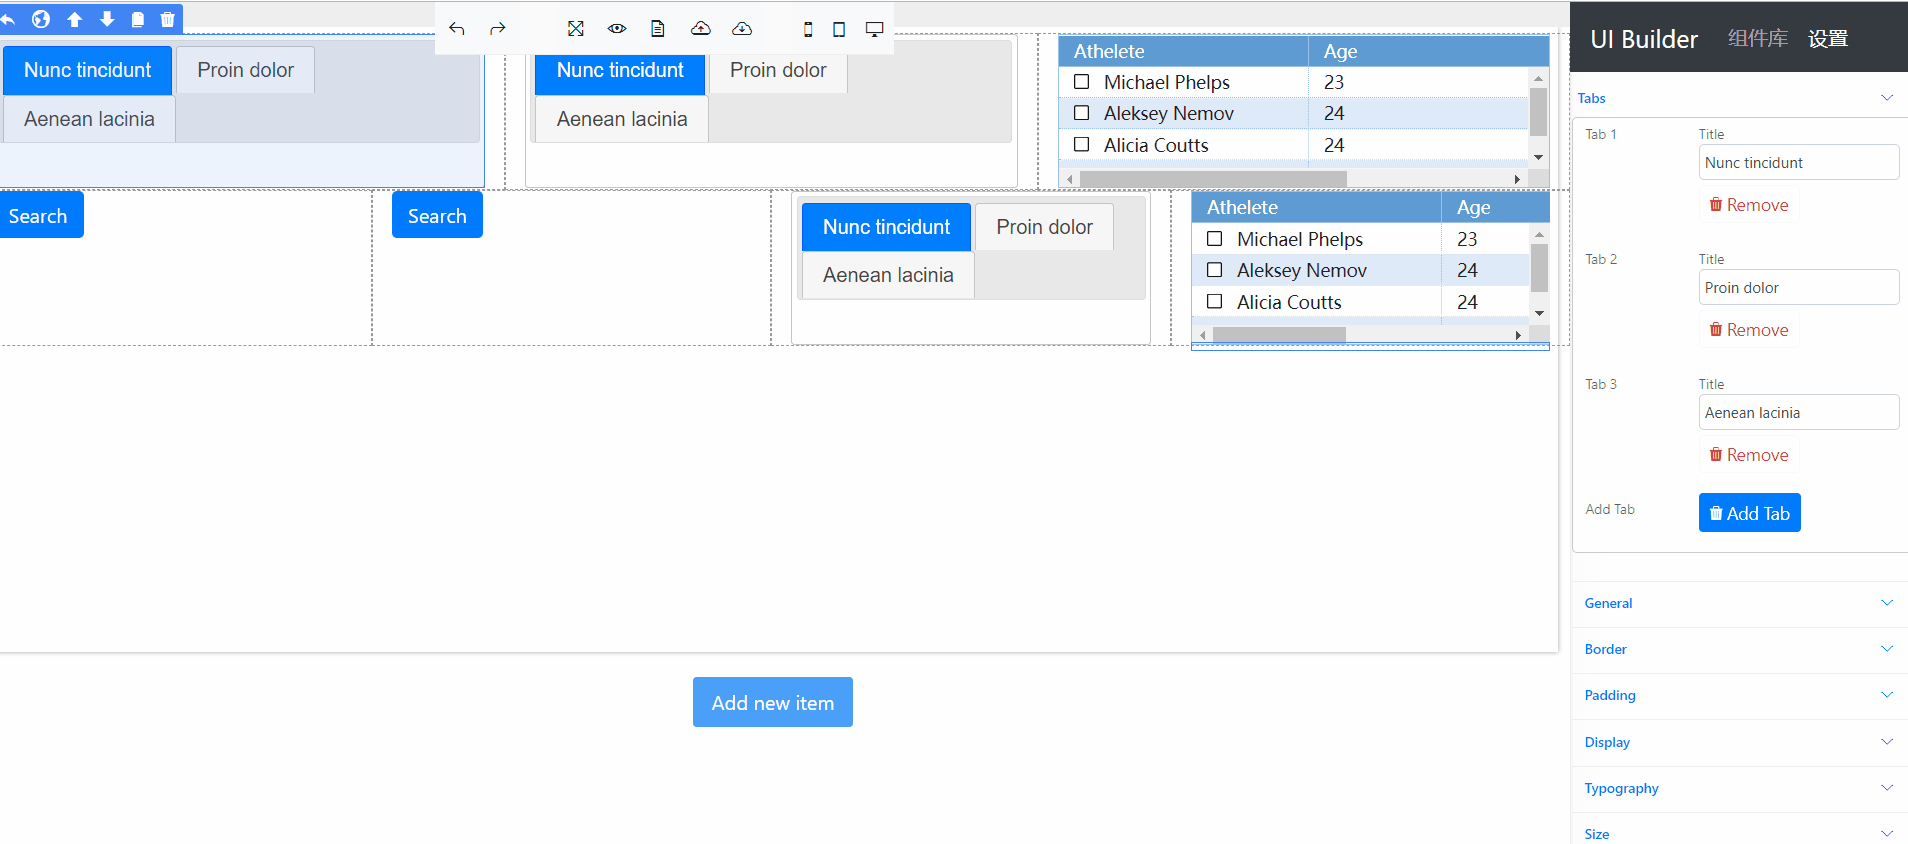 UI Builder 组件库 设置
Nunc tincidunt Proin dolor
Aenean lacinia
Nunc tincidunt Proin dolor
Aenean lacinia
Athelete Age
Michael Phelps 23
Aleksey Nemov 24
Alicia Coutts 24
Search
Search
Nunc tincidunt Proin dolor
Aenean lacinia
Athelete Age
Michael Phelps 23
Aleksey Nemov 24
Alicia Coutts 24
Add new item
Tabs
Tab 1 Title
Nunc tincidunt
Remove
Tab 2 Title
Proin dolor
Remove
Tab 3 Title
Aenean lacinia
Remove
Add Tab Add Tab
General
Border
Padding
Display
Typography
Size